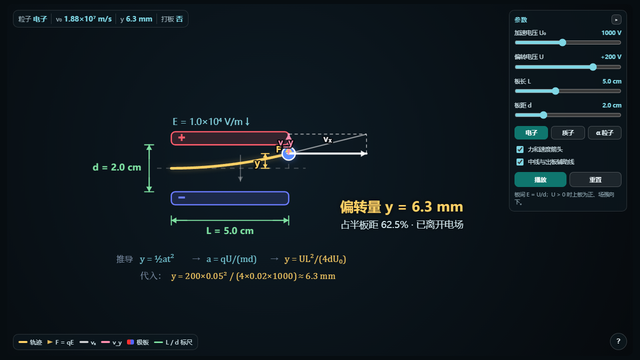 粒子 电子 v₀ 1.88×10⁷ m/s y 6.3 mm 打板 否
参数
加速电压 U₀ 1000 V
偏转电压 U +200 V
板长 L 5.0 cm
板距 d 2.0 cm
电子 质子 α 粒子
力和速度箭头
中线与出板辅助线
播放 重置
板间 E = U/d；U > 0 时上板为正，场强向下。
E = 1.0×10⁴ V/m↓
+
v_y
vₓ
F
y
d = 2.0 cm
−
L = 5.0 cm
偏转量 y = 6.3 mm
占半板距 62.5% · 已离开电场
推导 y = ½at² → a = qU/(md) → y = UL²/(4dU₀)
代入： y = 200×0.05² / (4×0.02×1000) ≈ 6.3 mm
轨迹 F = qE v₀ v_y 极板 L / d 标尺
?